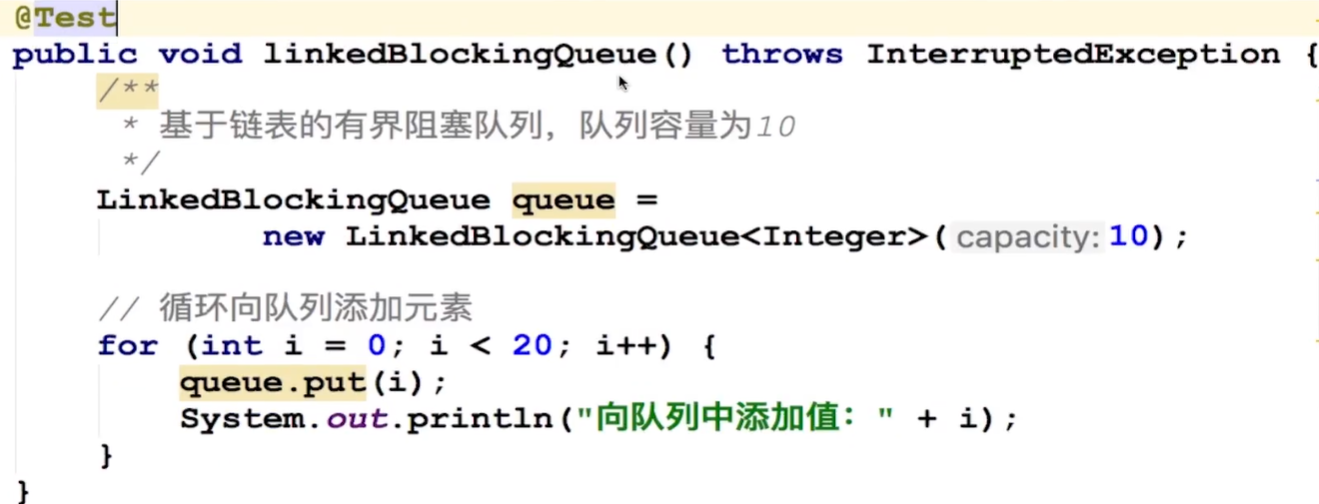 @Test
public void linkedBlockingQueue() throws InterruptedException {
/**
* 基于链表的有界阻塞队列，队列容量为10
*/
LinkedBlockingQueue queue =
new LinkedBlockingQueue<Integer>( capacity: 10);
// 循环向队列添加元素
for (int i = 0; i < 20; i++) {
queue.put(i);
System.out.println("向队列中添加值：" + i);
}
}